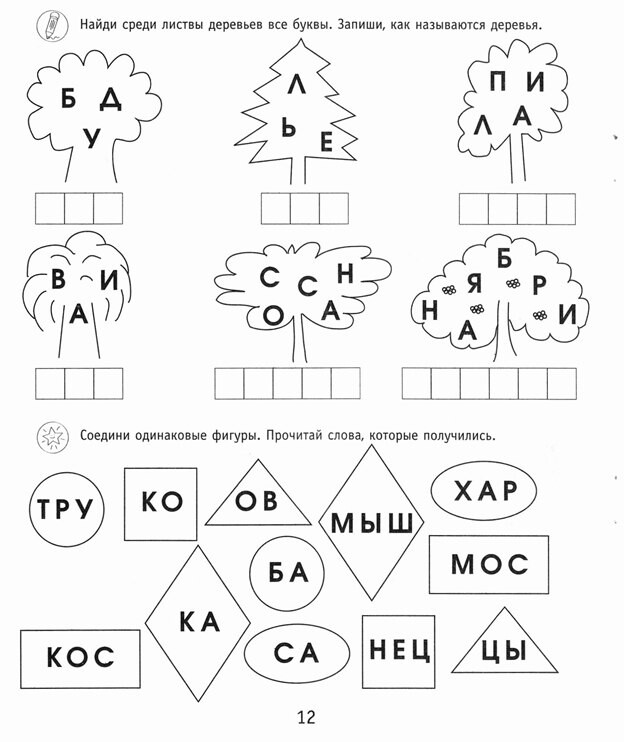 Найди среди листвы деревьев все буквы. Запиши, как называются деревья.
Б Д
У
Л
Ь Е
П И
Л А
В И
А
С С Н
О А
Б
Н Я Р
А И
Соедини одинаковые фигуры. Прочитай слова, которые получились.
ТРУ
КО
ОВ
МЫШ
ХАР
БА
МОС
КОС
КА
СА
НЕЦ
ЦЫ
12